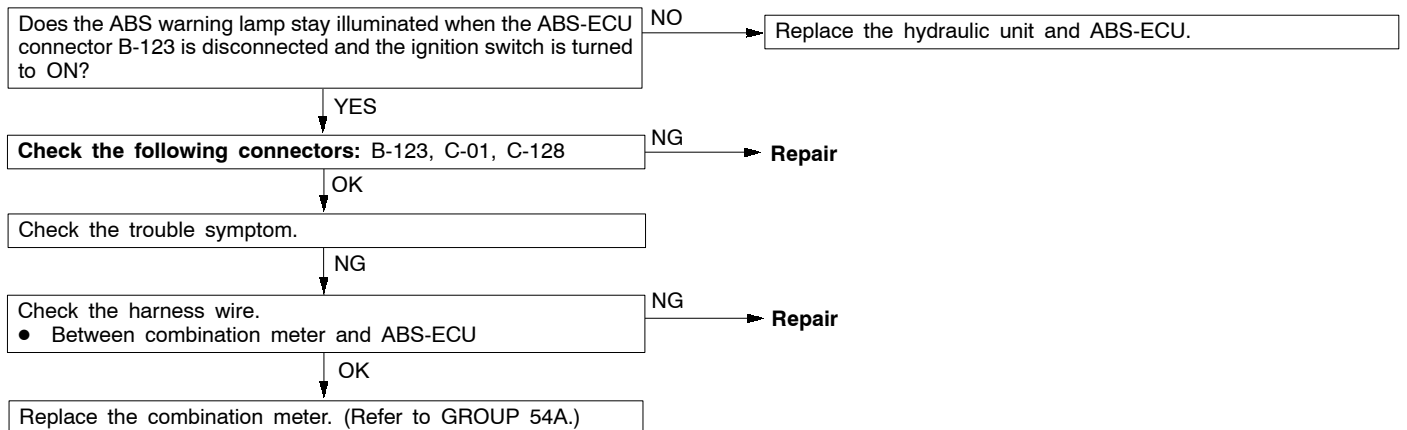 Does the ABS warning lamp stay illuminated when the ABS-ECU
connector B-123 is disconnected and the ignition switch is turned
to ON?
NO
Replace the hydraulic unit and ABS-ECU.
YES
Check the following connectors: B-123, C-01, C-128
NG
Repair
OK
Check the trouble symptom.
NG
Check the harness wire.
● Between combination meter and ABS-ECU
NG
Repair
OK
Replace the combination meter. (Refer to GROUP 54A.)